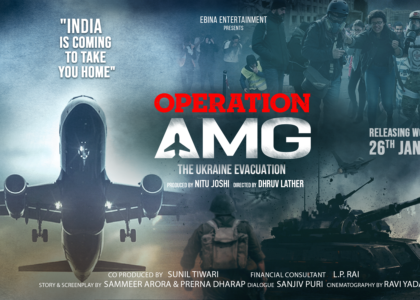 "INDIA
IS COMING
TO TAKE
YOU HOME"
EBINA ENTERTAINMENT
PRESENTS
OPERATION
AMG
THE UKRAINE EVACUATION
PRODUCED BY NITU JOSHI DIRECTED BY DHRUV LATHER
RELEASING
26TH JAN
CO PRODUCED BY SUNIL TIWARI FINANCIAL CONSULTANT L.P. RAI
STORY & SCREENPLAY BY SAMMEER ARORA & PRERNA DHARAP DIALOGUE SANJIV PURI CINEMATOGRAPHY BY RAVI